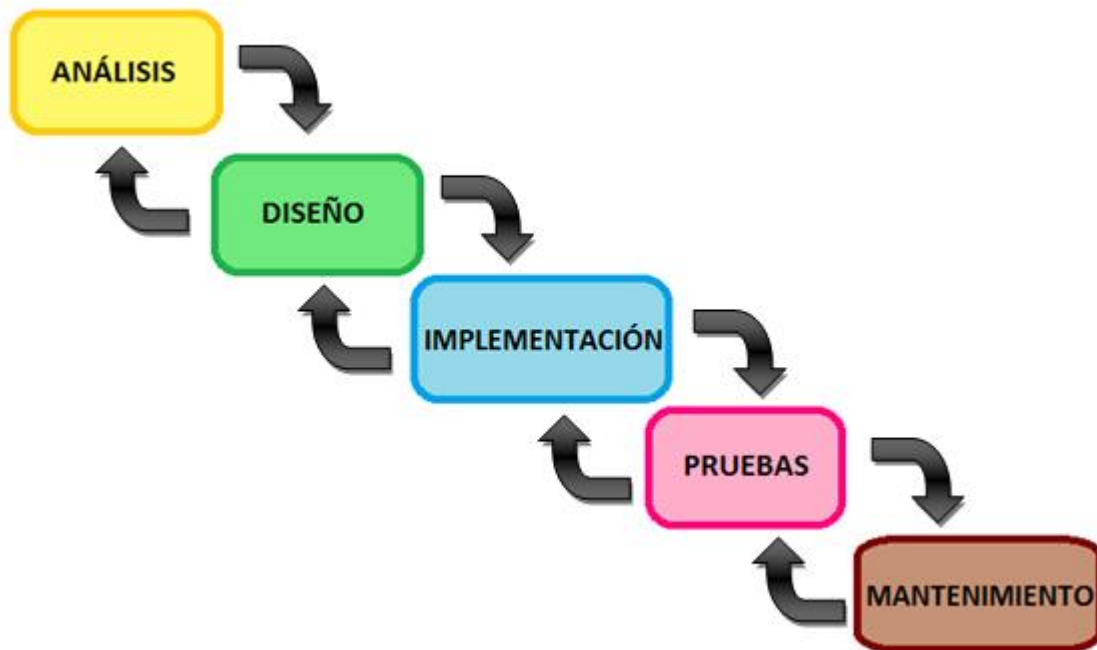 ANÁLISIS
DISEÑO
IMPLEMENTACIÓN
PRUEBAS
MANTENIMIENTO